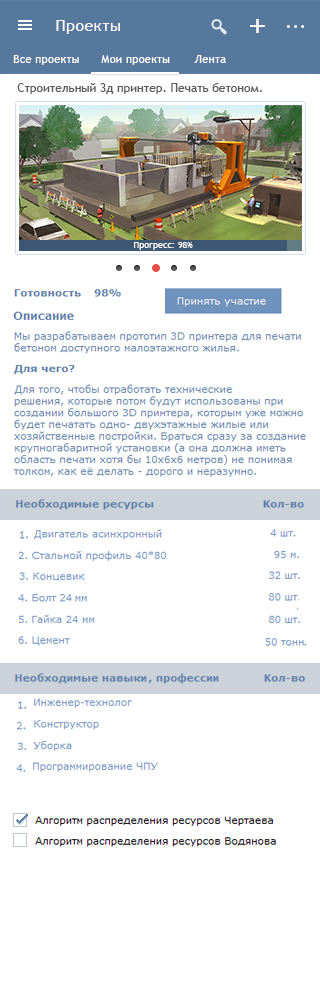 Проекты
Все проекты Мои проекты Лента
Строительный 3д принтер. Печать бетоном.
Прогресс: 98%
Готовность 98%
Принять участие
Описание
Мы разрабатываем прототип 3D принтера для печати
бетоном доступного малоэтажного жилья.
Для чего?
Для того, чтобы отработать технические
решения, которые потом будут использованы при
создании большого 3D принтера, которым уже можно
будет печатать одно- двухэтажные жилые или
хозяйственные постройки. Браться сразу за создание
крупногабаритной установки (а она должна иметь
область печати хотя бы 10х6х6 метров) не понимая
толком, как её делать - дорого и неразумно.
Необходимые ресурсы Кол-во
1. Двигатель асинхронный 4 шт.
2. Стальной профиль 40*80 95 м.
3. Концевик 32 шт.
4. Болт 24 мм 80 шт.
5. Гайка 24 мм 80 шт.
6. Цемент 50 тонн.
Необходимые навыки, профессии Кол-во
1. Инженер-технолог
2. Конструктор
3. Уборка
4. Программирование ЧПУ
Алгоритм распределения ресурсов Чертаева
Алгоритм распределения ресурсов Водянова